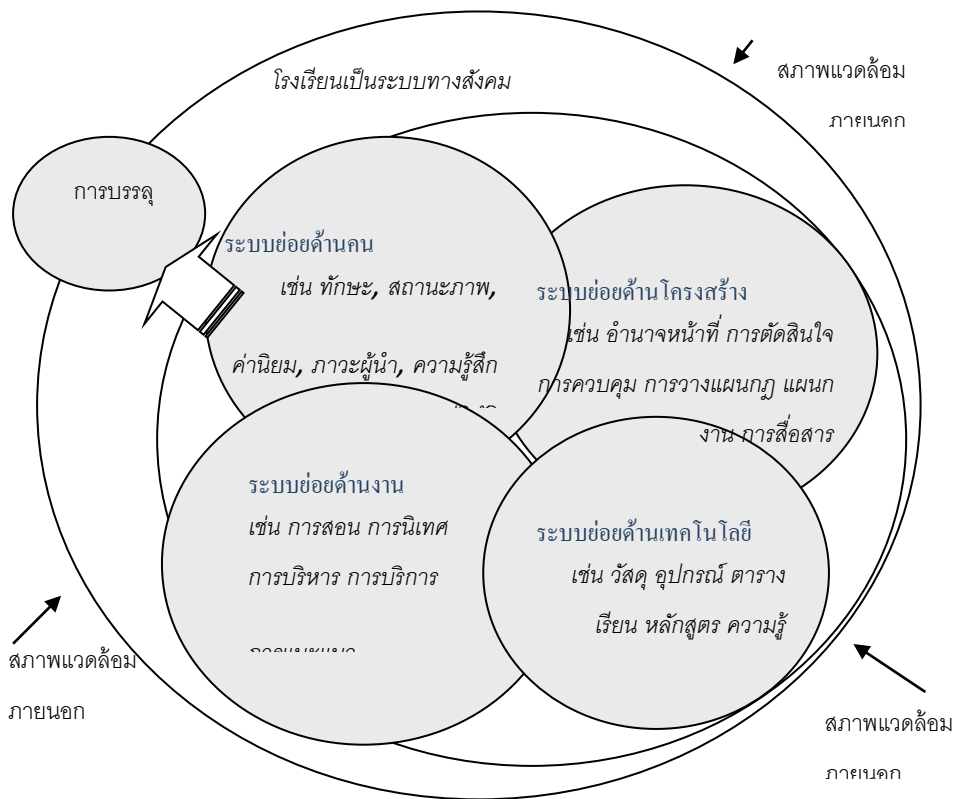 โรงเรียนเป็นระบบทางสังคม
สภาพแวดล้อม
ภายนอก
การบรรลุ
ระบบย่อยด้านคน
เช่น ทักษะ, สถานะภาพ,
ค่านิยม, ภาวะผู้นำ, ความรู้สึก
ระบบย่อยด้านโครงสร้าง
เช่น อำนาจหน้าที่ การตัดสินใจ
การควบคุม การวางแผนกฎ แผนก
งาน การสื่อสาร
ระบบย่อยด้านงาน
เช่น การสอน การนิเทศ
การบริหาร การบริการ
ระบบย่อยด้านเทคโนโลยี
เช่น วัสดุ อุปกรณ์ ตาราง
เรียน หลักสูตร ความรู้
สภาพแวดล้อม
ภายนอก
สภาพแวดล้อม
ภายนอก